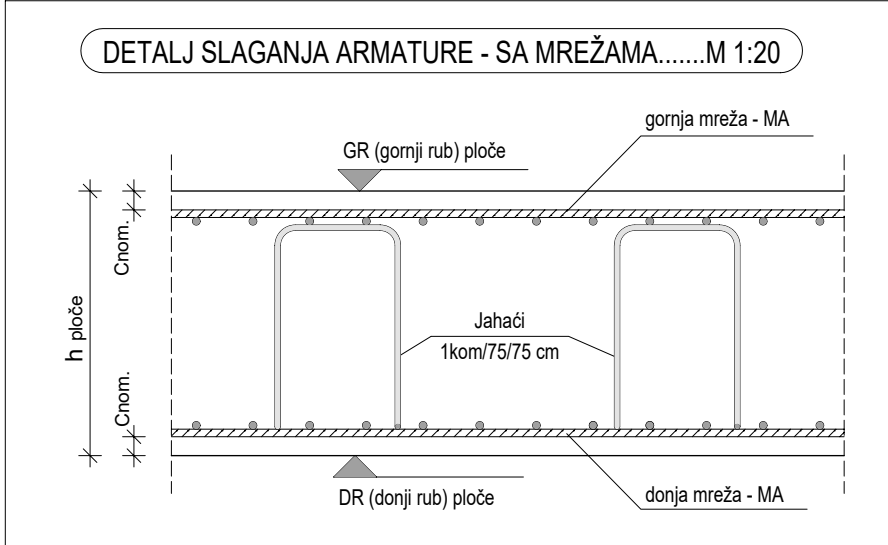 DETALJ SLAGANJA ARMATURE - SA MREŽAMA.......M 1:20
gornja mreža - MA
GR (gornji rub) ploče
Cnom.
h ploče
Jahaći
1kom/75/75 cm
Cnom.
DR (donji rub) ploče
donja mreža - MA